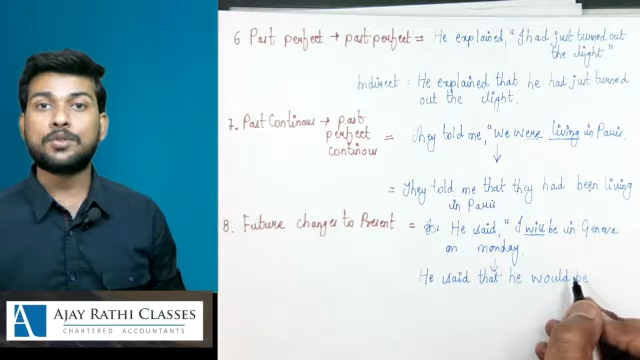 6 Past perfect → past perfect = He explained, "I had just turned out
the light."
Indirect = He explained that he had just turned
out the light.
7. Past Continous → past
perfect
continous
= They told me, "we were living in Paris.
= They told me that they had been living
in Paris
8. Future changes to Present = He said, "I will be in Geneva
on monday.
He said that he would be
AJAY RATHI CLASSES
CHARTERED ACCOUNTANTS